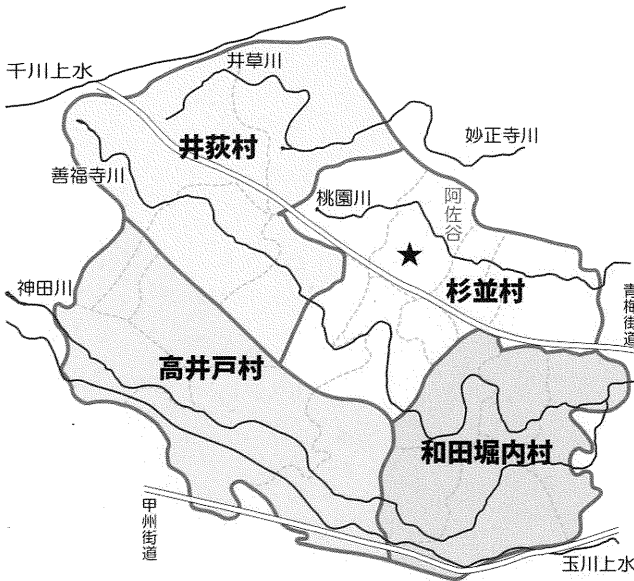 井草川
千川上水
妙正寺川
井荻村
善福寺川
桃園川
阿佐谷
神田川
杉並村
青梅街道
高井戸村
和田堀内村
甲州街道
玉川上水